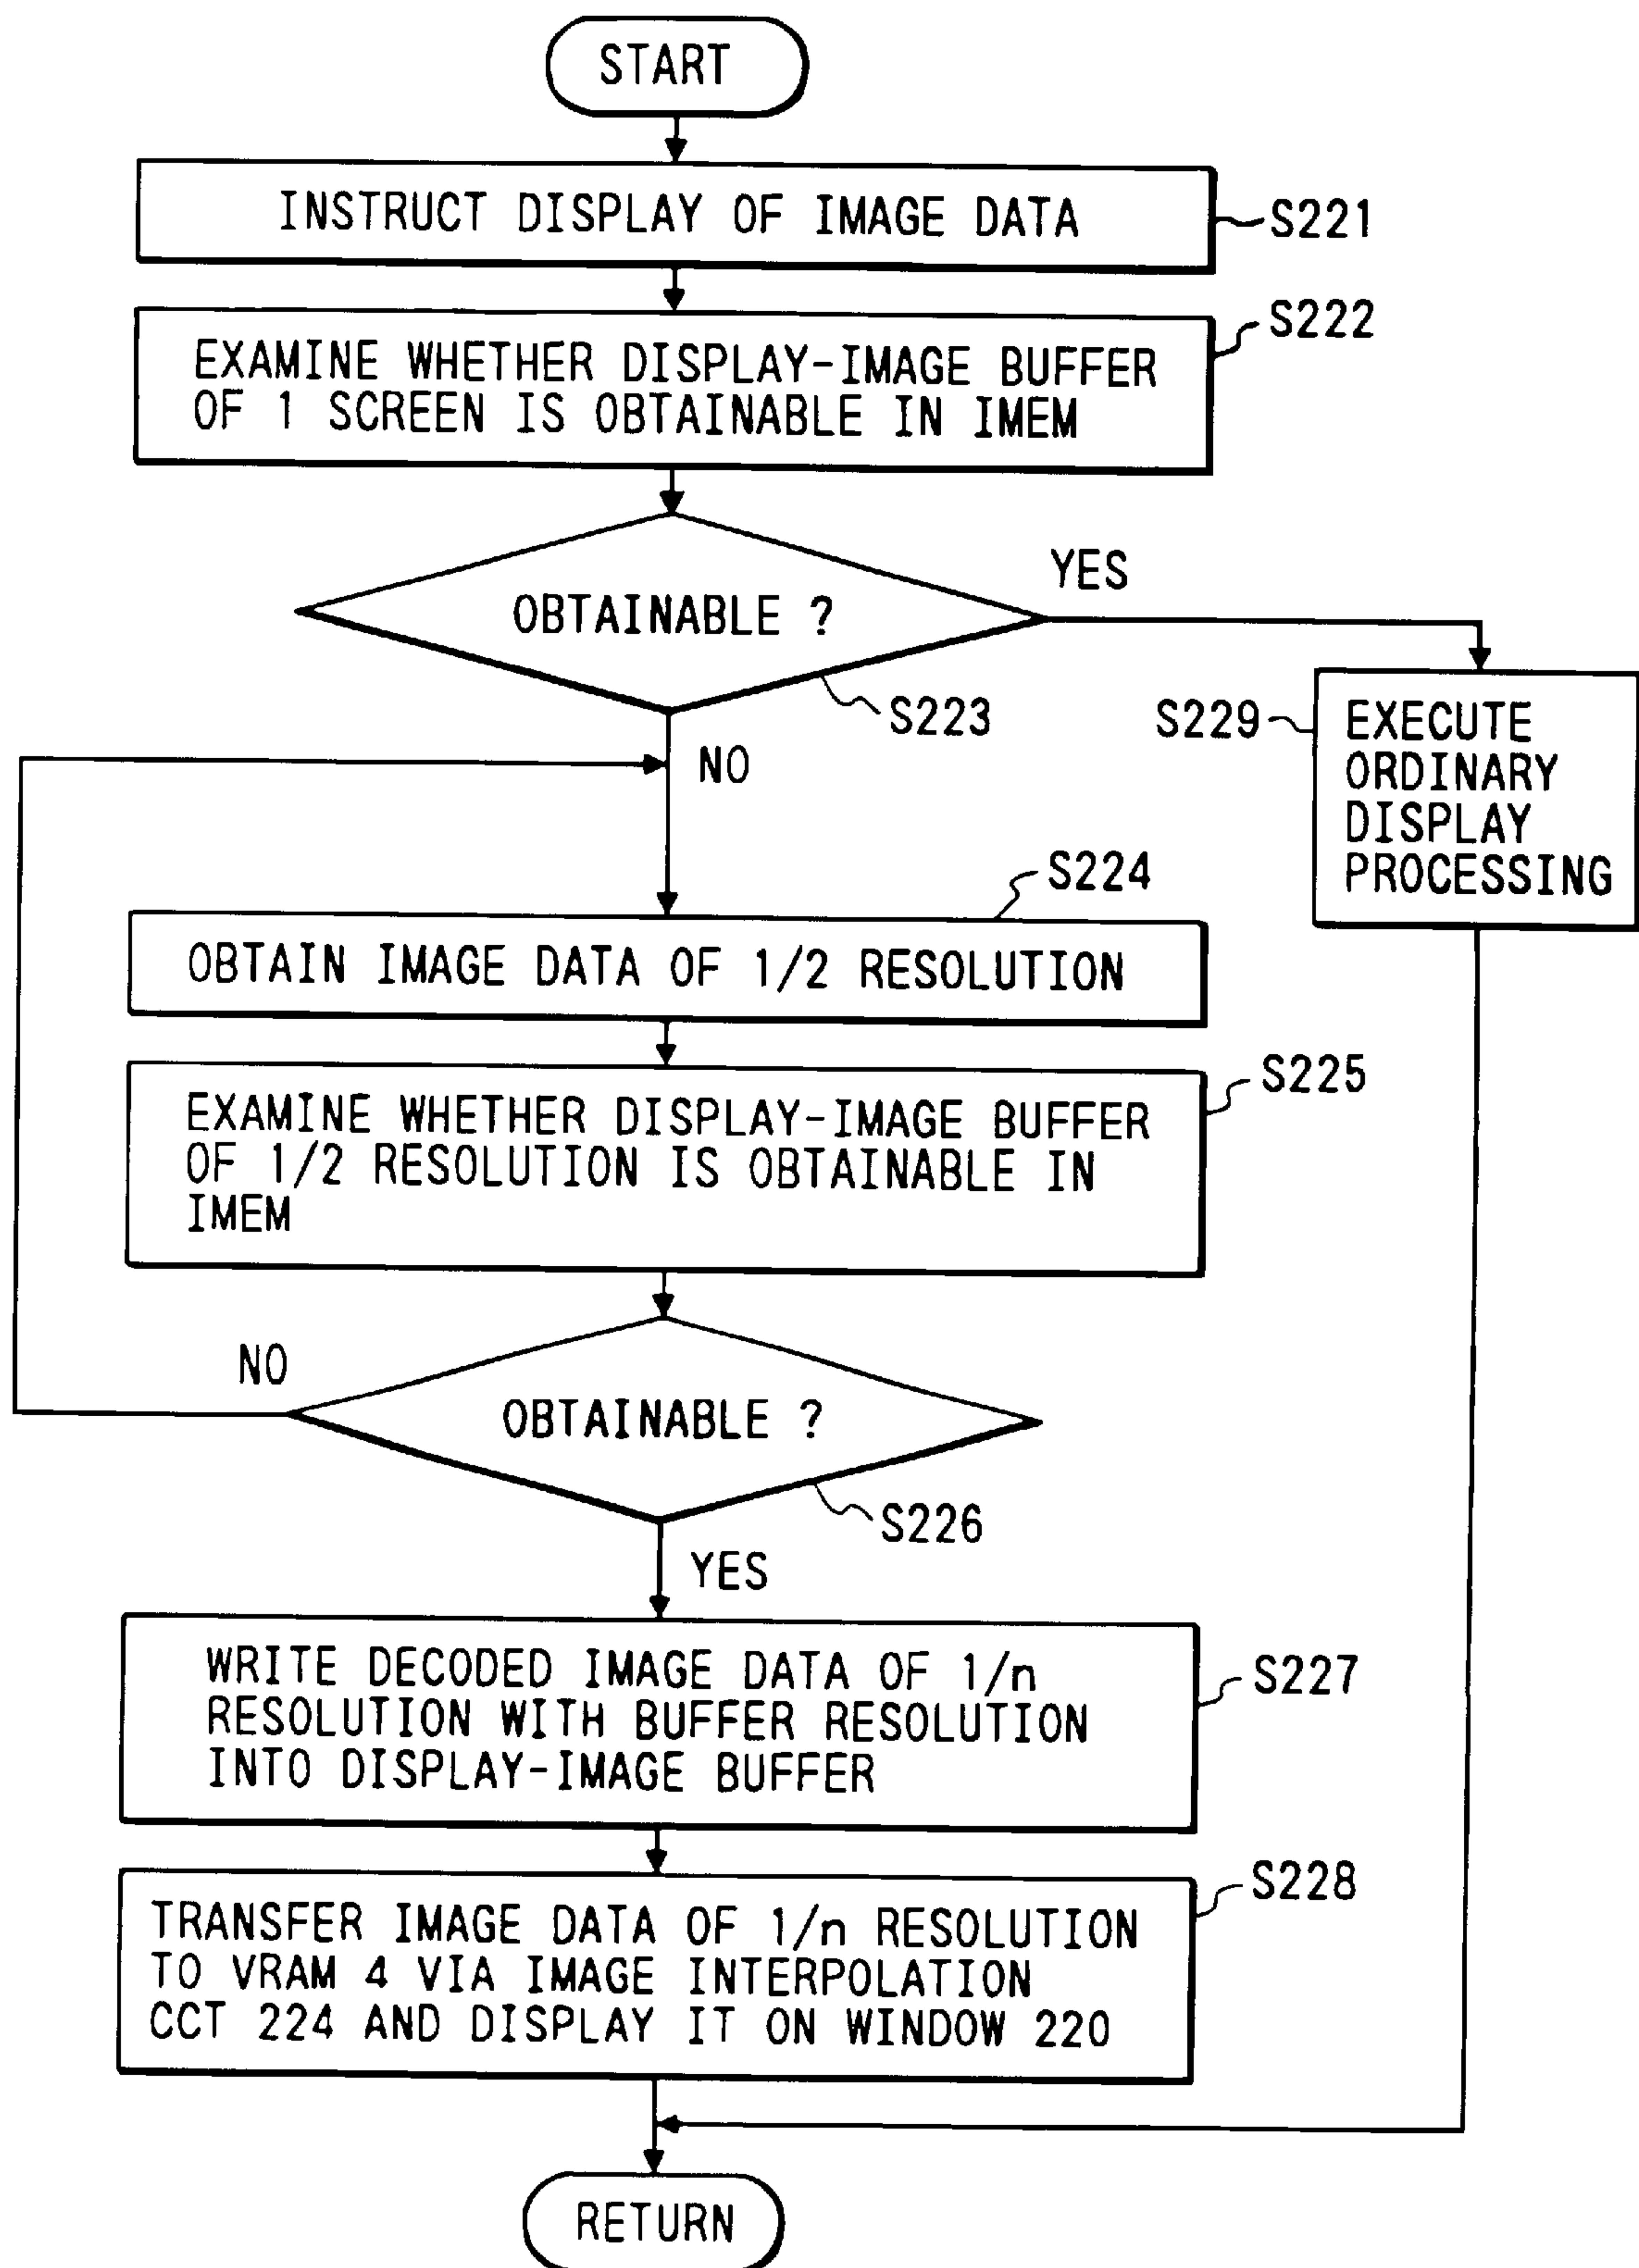 START
INSTRUCT DISPLAY OF IMAGE DATA
S221
S222
EXAMINE WHETHER DISPLAY-IMAGE BUFFER
OF 1 SCREEN IS OBTAINABLE IN IMEM
YES
OBTAINABLE ?
S223
NO
S229
EXECUTE
ORDINARY
DISPLAY
PROCESSING
S224
OBTAIN IMAGE DATA OF 1/2 RESOLUTION
S225
EXAMINE WHETHER DISPLAY-IMAGE BUFFER
OF 1/2 RESOLUTION IS OBTAINABLE IN
IMEM
NO
OBTAINABLE ?
S226
YES
WRITE DECODED IMAGE DATA OF 1/n
RESOLUTION WITH BUFFER RESOLUTION
INTO DISPLAY-IMAGE BUFFER
S227
S228
TRANSFER IMAGE DATA OF 1/n RESOLUTION
TO VRAM 4 VIA IMAGE INTERPOLATION
CCT 224 AND DISPLAY IT ON WINDOW 220
RETURN